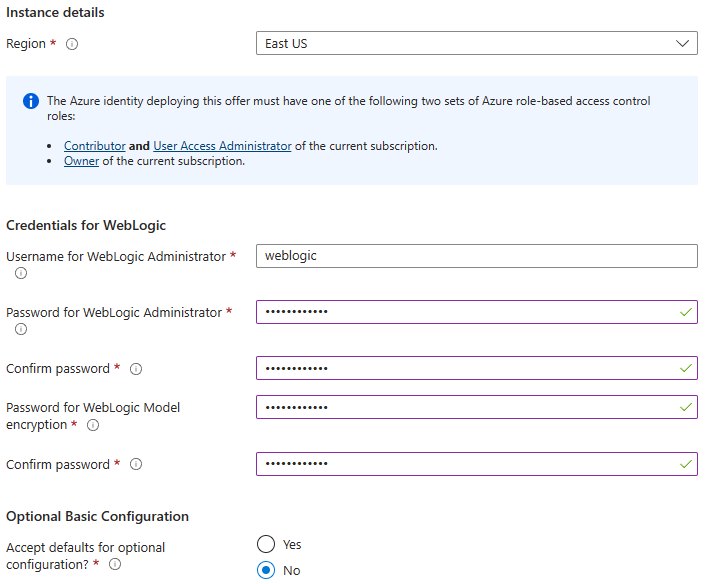 Instance details
Region *
East US
The Azure identity deploying this offer must have one of the following two sets of Azure role-based access control
roles:
• Contributor and User Access Administrator of the current subscription.
• Owner of the current subscription.
Credentials for WebLogic
Username for WebLogic Administrator *
weblogic
Password for WebLogic Administrator *
••••••••••••
Confirm password *
••••••••••••
Password for WebLogic Model
encryption *
••••••••••••
Confirm password *
••••••••••••
Optional Basic Configuration
Accept defaults for optional
configuration? *
Yes
No